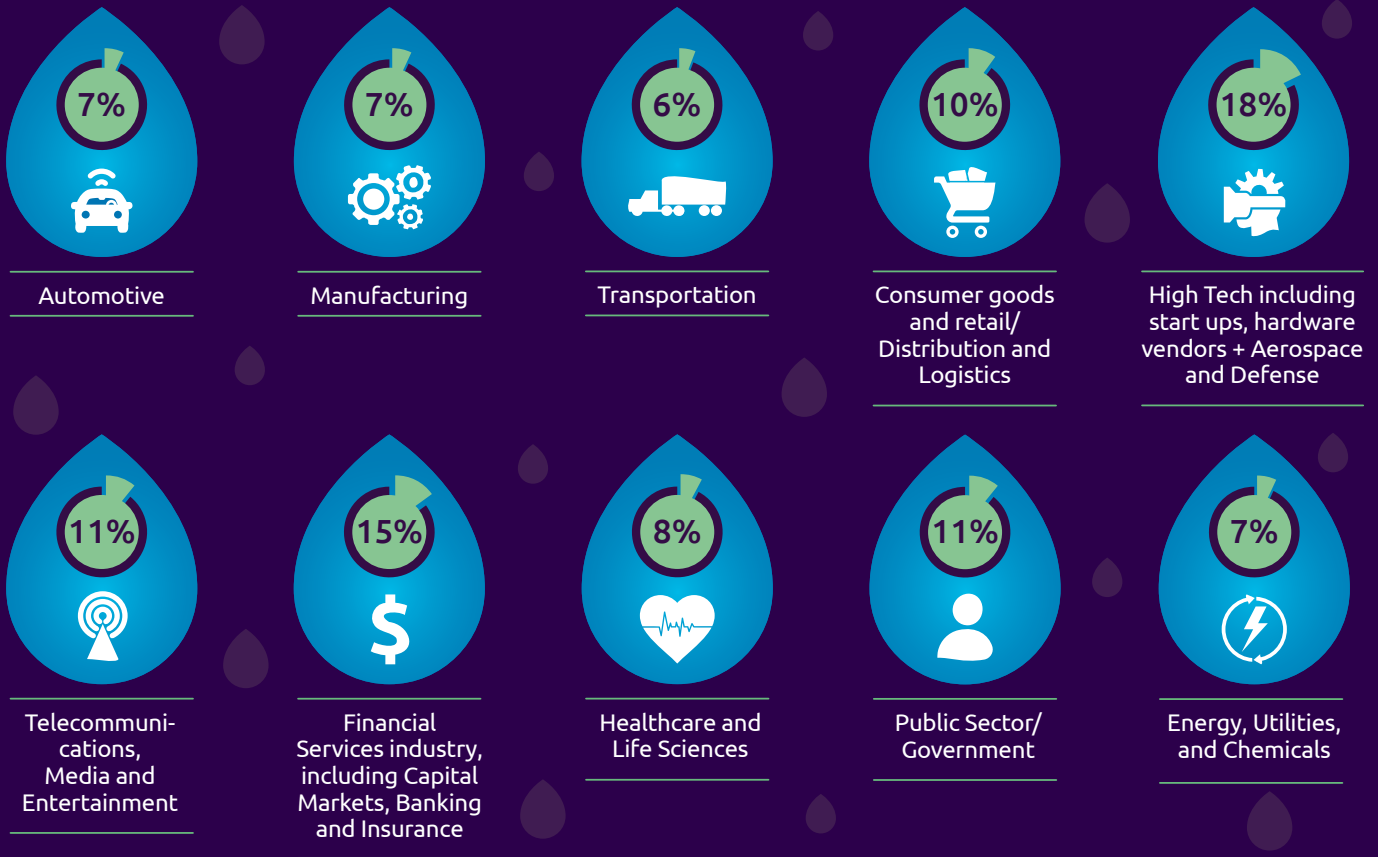 7%
Automotive
7%
Manufacturing
6%
Transportation
10%
Consumer goods
and retail/
Distribution and
Logistics
18%
High Tech including
start ups, hardware
vendors + Aerospace
and Defense
11%
Telecommuni-
cations,
Media and
Entertainment
15%
Financial
Services industry,
including Capital
Markets, Banking
and Insurance
8%
Healthcare and
Life Sciences
11%
Public Sector/
Government
7%
Energy, Utilities,
and Chemicals